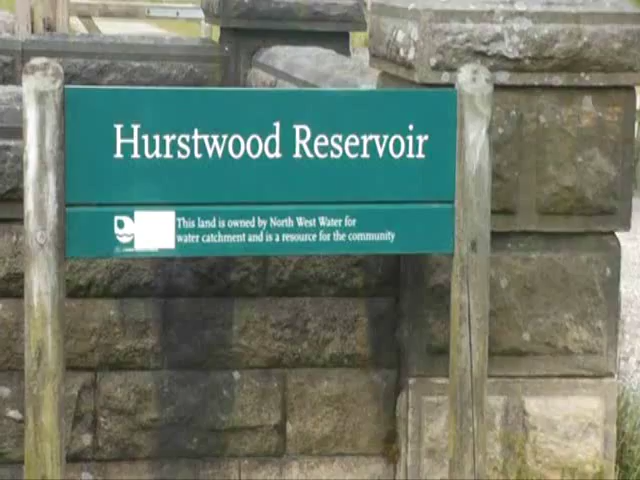 Hurstwood Reservoir
This land is owned by North West Water for
water catchment and is a resource for the community